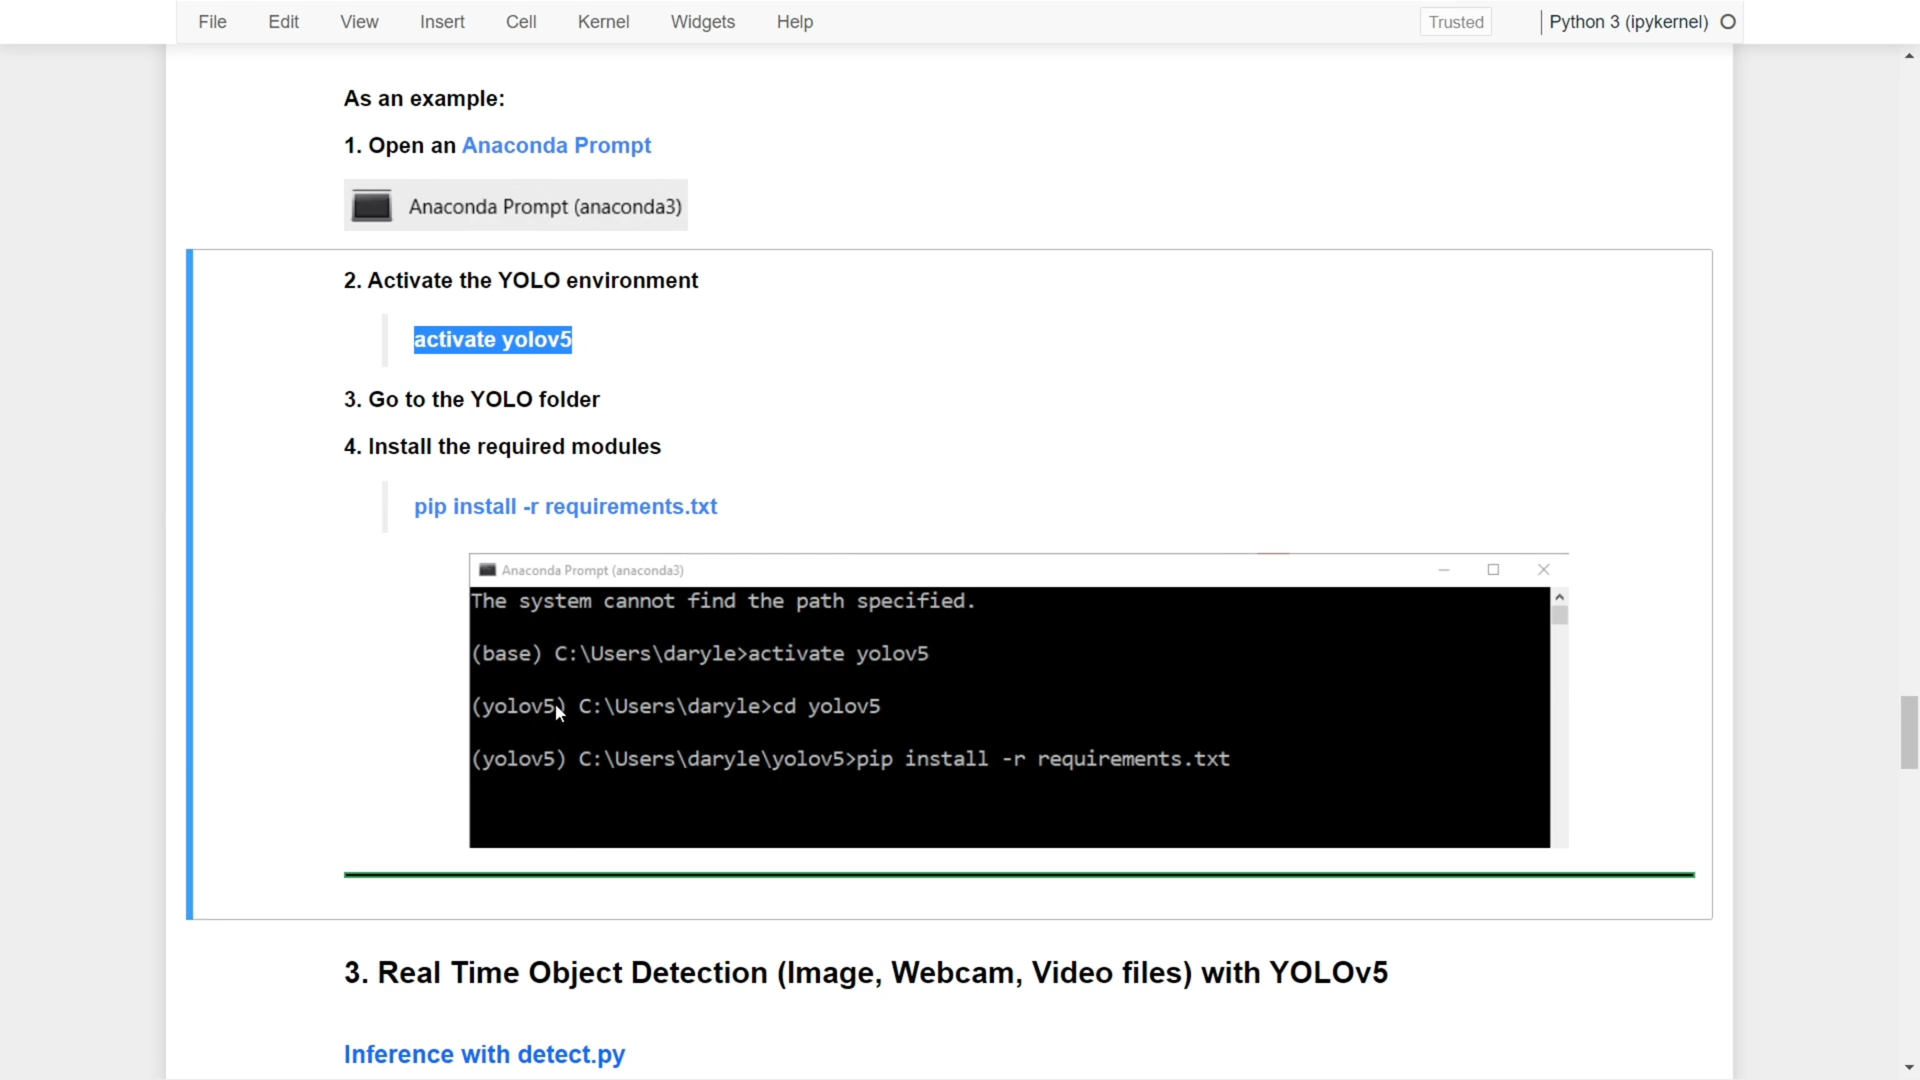 File Edit View Insert Cell Kernel Widgets Help Trusted Python 3 (ipykernel)
As an example:
1. Open an Anaconda Prompt
Anaconda Prompt (anaconda3)
2. Activate the YOLO environment
activate yolov5
3. Go to the YOLO folder
4. Install the required modules
pip install -r requirements.txt
Anaconda Prompt (anaconda3)
The system cannot find the path specified.
(base) C:\Users\daryle>activate yolov5
(yolov5) C:\Users\daryle>cd yolov5
(yolov5) C:\Users\daryle\yolov5>pip install -r requirements.txt
3. Real Time Object Detection (Image, Webcam, Video files) with YOLOv5
Inference with detect.py